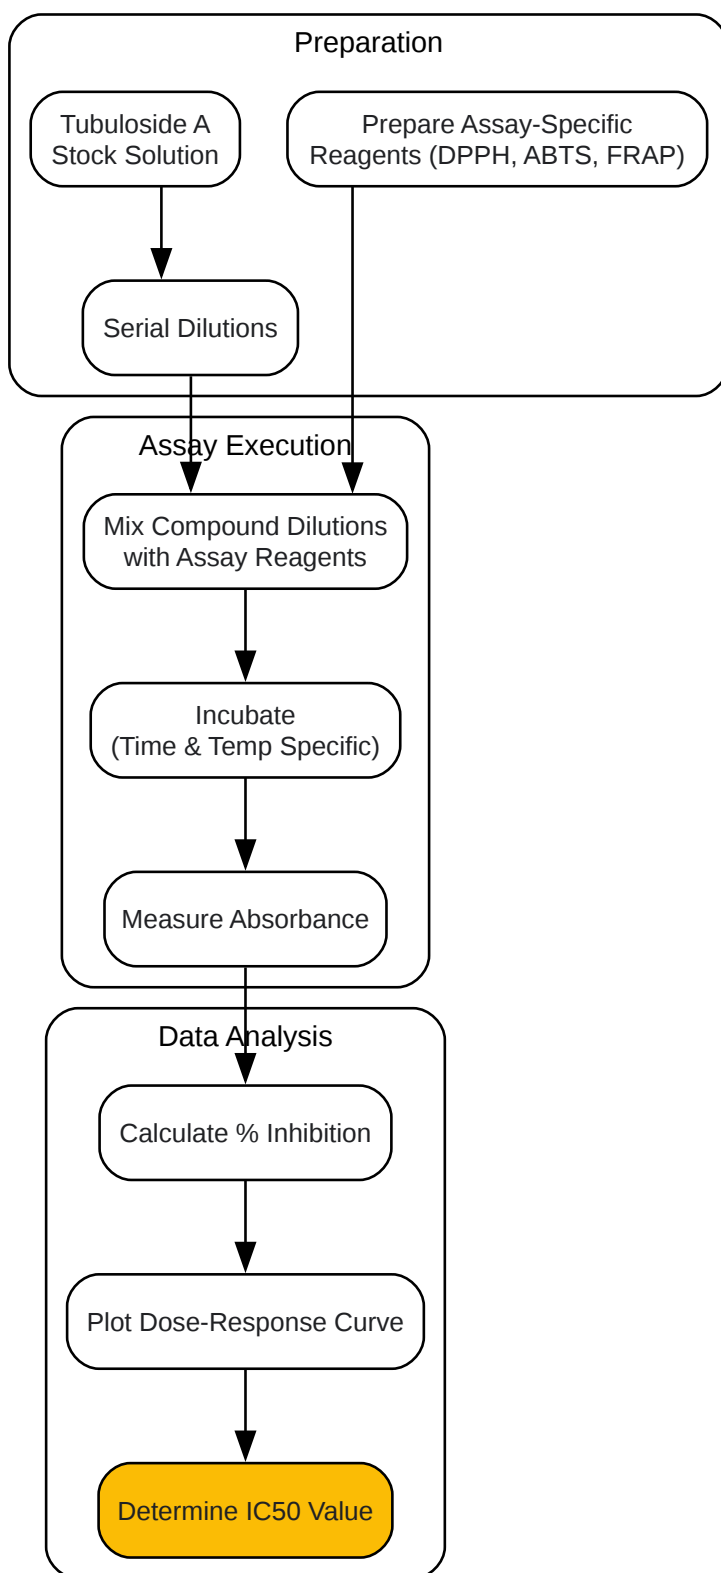 Preparation
Tubuloside A
Stock Solution
Prepare Assay-Specific
Reagents (DPPH, ABTS, FRAP)
Serial Dilutions
Assay Execution
Mix Compound Dilutions
with Assay Reagents
Incubate
(Time & Temp Specific)
Measure Absorbance
Data Analysis
Calculate % Inhibition
Plot Dose-Response Curve
Determine IC50 Value